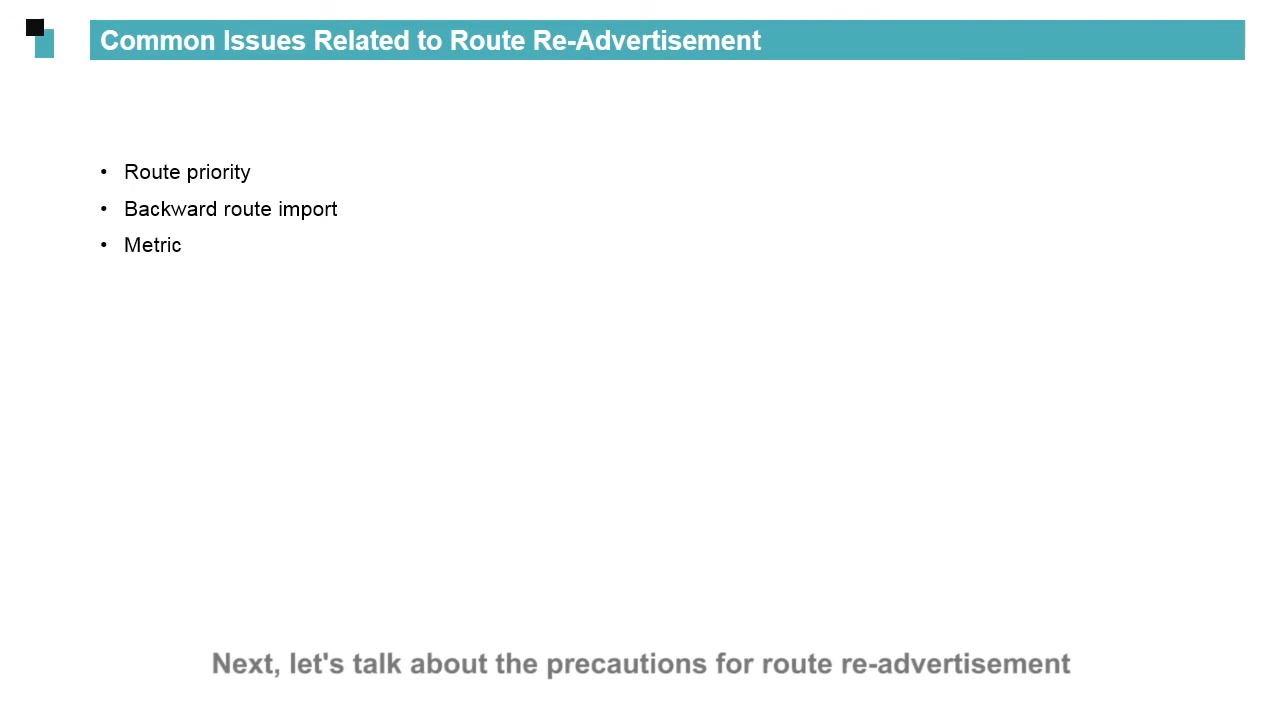 Common Issues Related to Route Re-Advertisement
• Route priority
• Backward route import
• Metric
Next, let's talk about the precautions for route re-advertisement